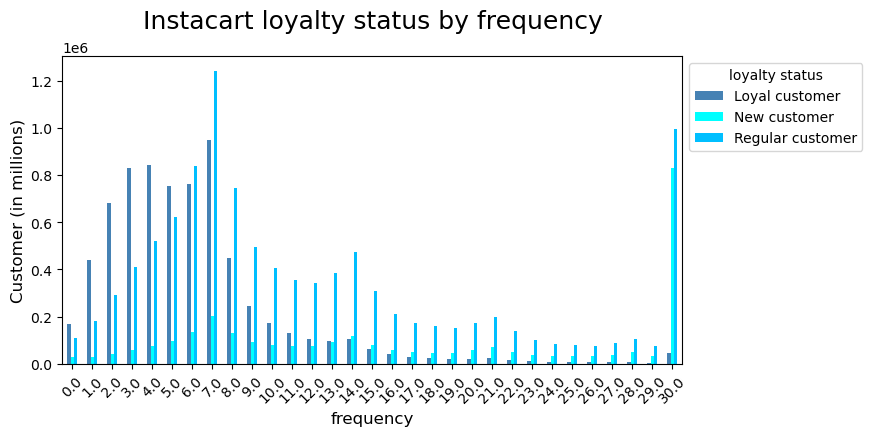 Instacart loyalty status by frequency
1e6
loyalty status
Loyal customer
New customer
Regular customer
1.2
1.0
0.8
0.6
0.4
0.2
0.0
Customer (in millions)
0.0 1.0 2.0 3.0 4.0 5.0 6.0 7.0 8.0 9.0 10.0 11.0 12.0 13.0 14.0 15.0 16.0 17.0 18.0 19.0 20.0 21.0 22.0 23.0 24.0 25.0 26.0 27.0 28.0 29.0 30.0
frequency